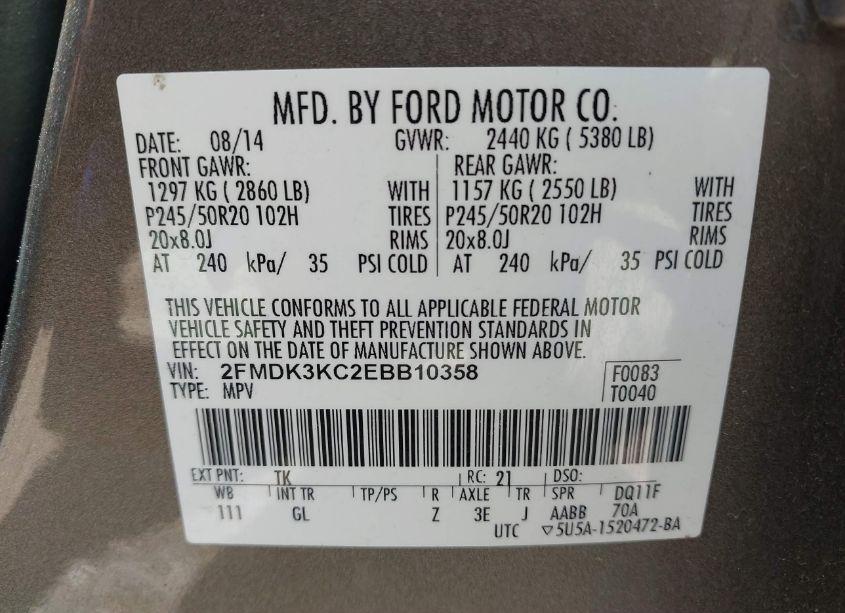 MFD. BY FORD MOTOR CO.
DATE: 08/14 GVWR: 2440 KG ( 5380 LB)
FRONT GAWR: REAR GAWR:
1297 KG ( 2860 LB) WITH 1157 KG ( 2550 LB) WITH
P245/50R20 102H TIRES P245/50R20 102H TIRES
20x8.0J RIMS 20x8.0J RIMS
AT 240 kPa/ 35 PSI COLD AT 240 kPa/ 35 PSI COLD
THIS VEHICLE CONFORMS TO ALL APPLICABLE FEDERAL MOTOR
VEHICLE SAFETY AND THEFT PREVENTION STANDARDS IN
EFFECT ON THE DATE OF MANUFACTURE SHOWN ABOVE.
VIN: 2FMDK3KC2EBB10358 F0083
TYPE: MPV T0040
EXT PNT: TK RC: 21 DSO:
WB INT TR TP/PS R AXLE TR SPR DQ11F
111 GL Z 3E J AABB 70A
UTC ▽5U5A-1520472-BA